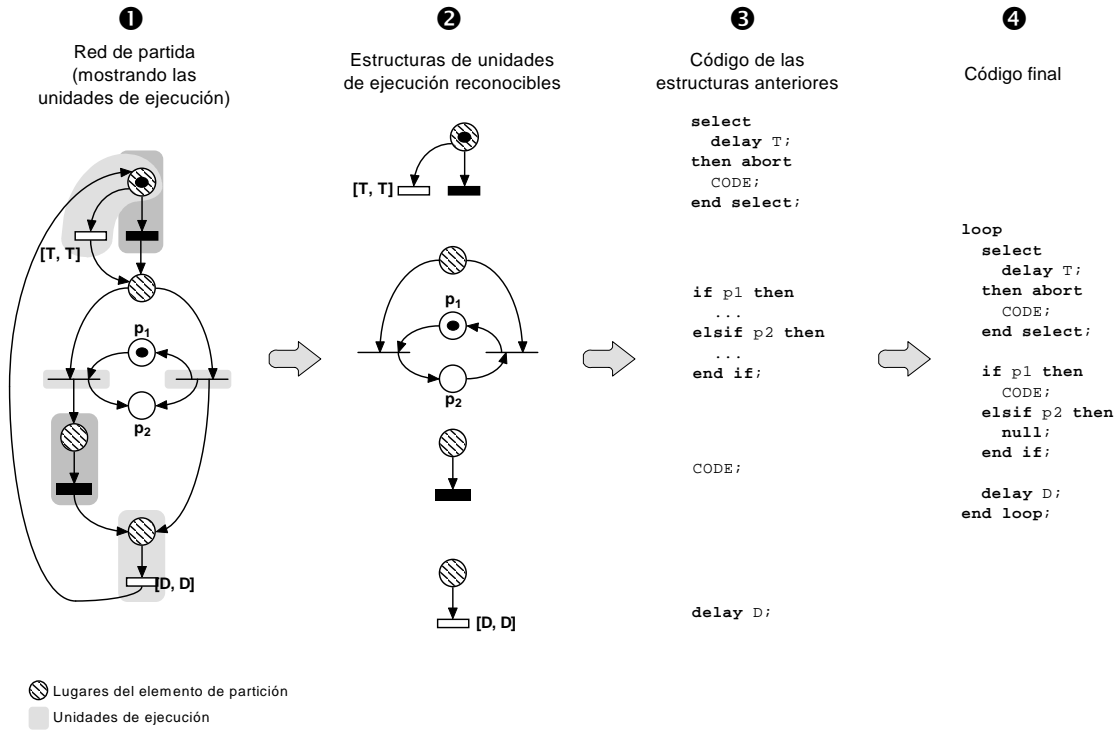 ❶
Red de partida
(mostrando las
unidades de ejecución)
[T, T]
p1
p2
[D, D]
❷
Estructuras de unidades
de ejecución reconocibles
[T, T]
p1
p2
[D, D]
❸
Código de las
estructuras anteriores
select
delay T;
then abort
CODE;
end select;
if p1 then
...
elsif p2 then
...
end if;
CODE;
delay D;
❹
Código final
loop
select
delay T;
then abort
CODE;
end select;
if p1 then
CODE;
elsif p2 then
null;
end if;
delay D;
end loop;
Lugares del elemento de partición
Unidades de ejecución